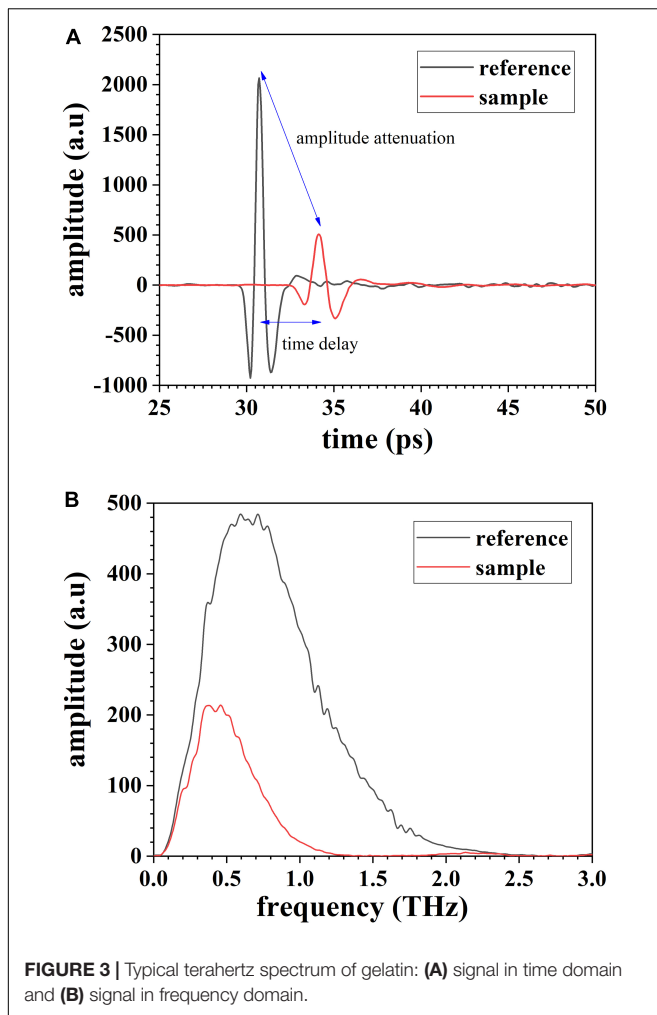 A
2500
2000
1500
1000
500
0
-500
-1000
amplitude (a.u)
reference
sample
amplitude attenuation
time delay
25 30 35 40 45 50
time (ps)
B
500
400
300
200
100
0
amplitude (a.u)
reference
sample
0.0 0.5 1.0 1.5 2.0 2.5 3.0
frequency (THz)
FIGURE 3 | Typical terahertz spectrum of gelatin: (A) signal in time domain
and (B) signal in frequency domain.